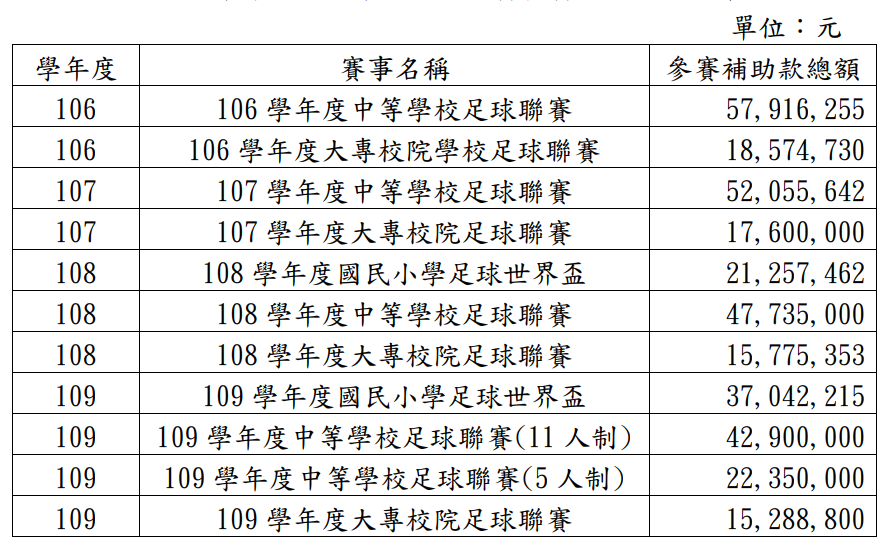 單位：元
學年度 賽事名稱 參賽補助款總額
106 106 學年度中等學校足球聯賽 57,916,255
106 106 學年度大專校院學校足球聯賽 18,574,730
107 107 學年度中等學校足球聯賽 52,055,642
107 107 學年度大專校院足球聯賽 17,600,000
108 108 學年度國民小學足球世界盃 21,257,462
108 108 學年度中等學校足球聯賽 47,735,000
108 108 學年度大專校院足球聯賽 15,775,353
109 109 學年度國民小學足球世界盃 37,042,215
109 109 學年度中等學校足球聯賽(11 人制) 42,900,000
109 109 學年度中等學校足球聯賽(5 人制) 22,350,000
109 109 學年度大專校院足球聯賽 15,288,800